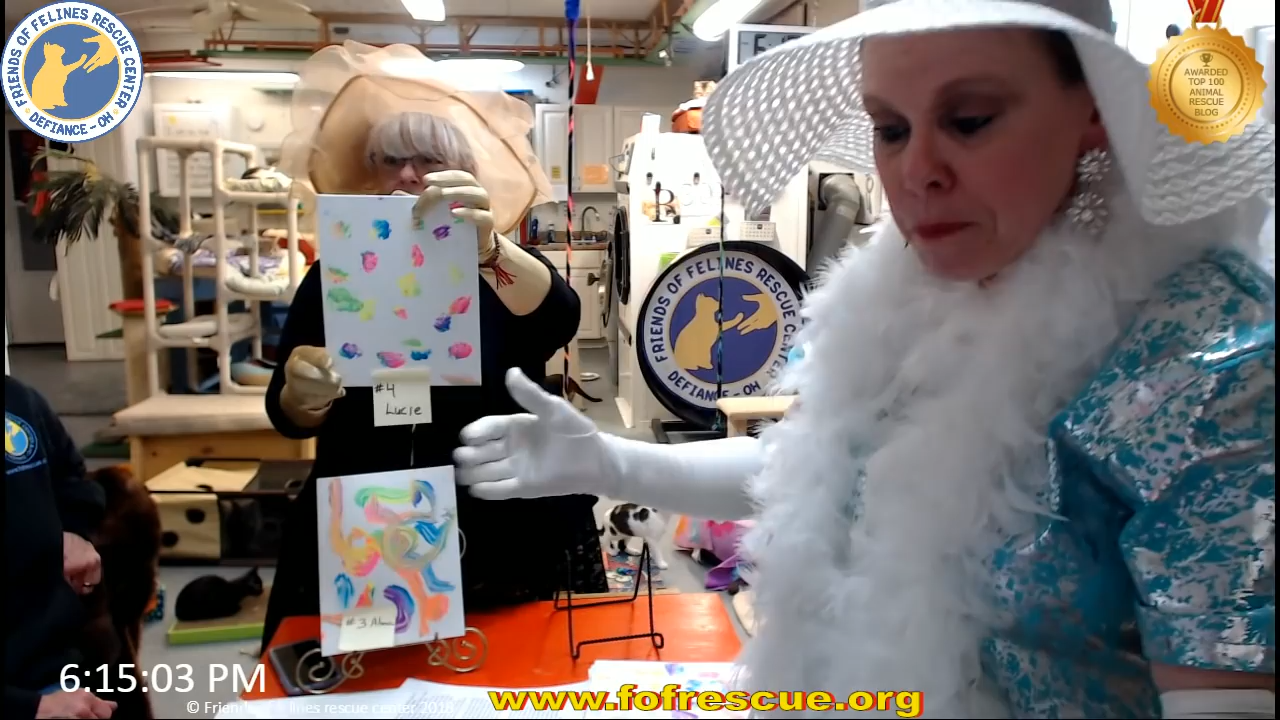 FRIENDS OF FELINES RESCUE CENTER
DEFIANCE - OH
AWARDED
TOP 100
ANIMAL
RESCUE
BLOG
FRIENDS OF FELINES RESCUE CENTER
DEFIANCE - OH
#4
Lucie
#3
6:15:03 PM
www.fofrescue.org